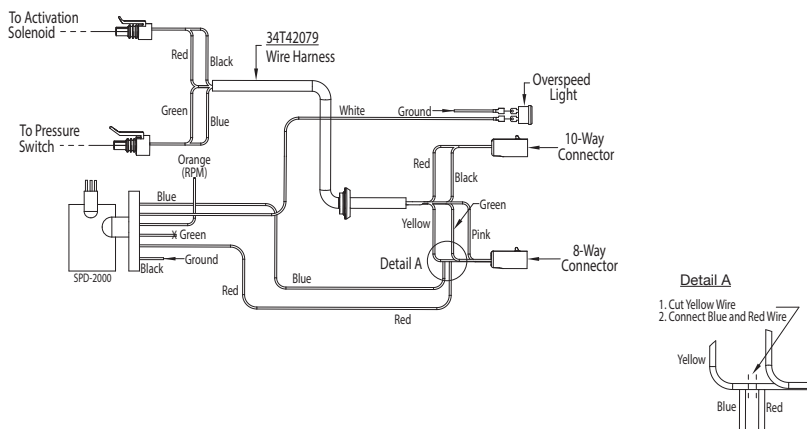 To Activation
Solenoid
Red
Black
34T42079
Wire Harness
Green
Blue
To Pressure
Switch
White
Ground
Overspeed
Light
10-Way
Connector
Red
Black
Orange
(RPM)
Blue
Yellow
Green
Pink
X Green
Ground
Black
SPD-2000
Detail A
8-Way
Connector
Blue
Red
Red
Detail A
1. Cut Yellow Wire
2. Connect Blue and Red Wire
Yellow
Blue
Red